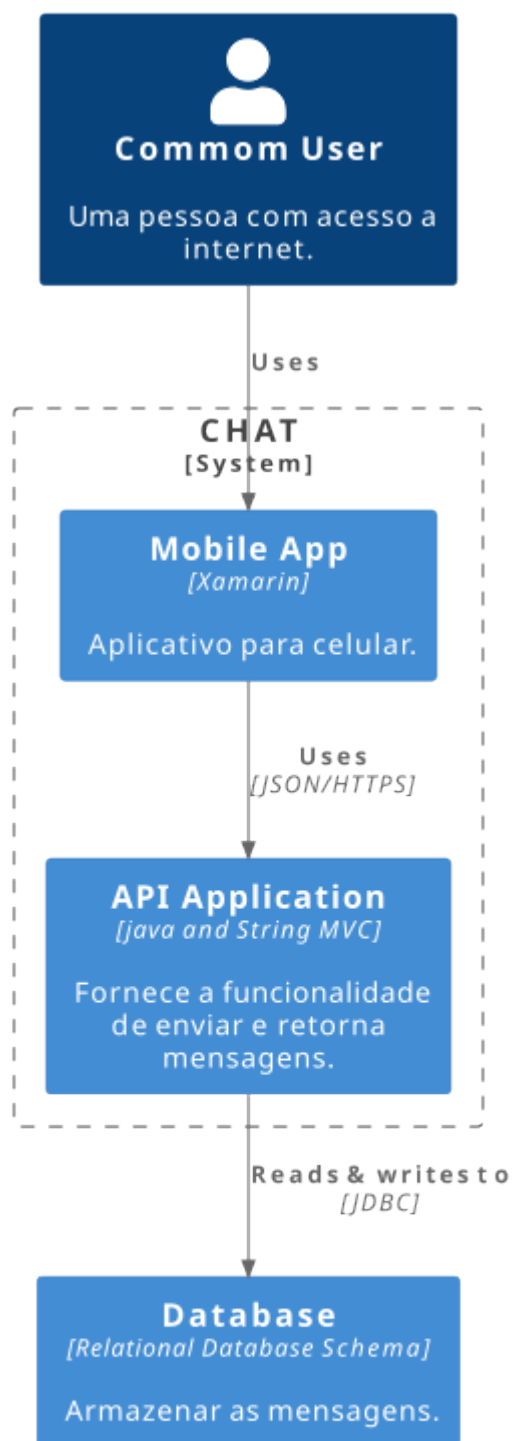 Commom User
Uma pessoa com acesso a
internet.
Uses
CHAT
[System]
Mobile App
[Xamarin]
Aplicativo para celular.
Uses
[JSON/HTTPS]
API Application
[java and String MVC]
Fornece a funcionalidade
de enviar e retorna
mensagens.
Reads & writes to
[JDBC]
Database
[Relational Database Schema]
Armazenar as mensagens.